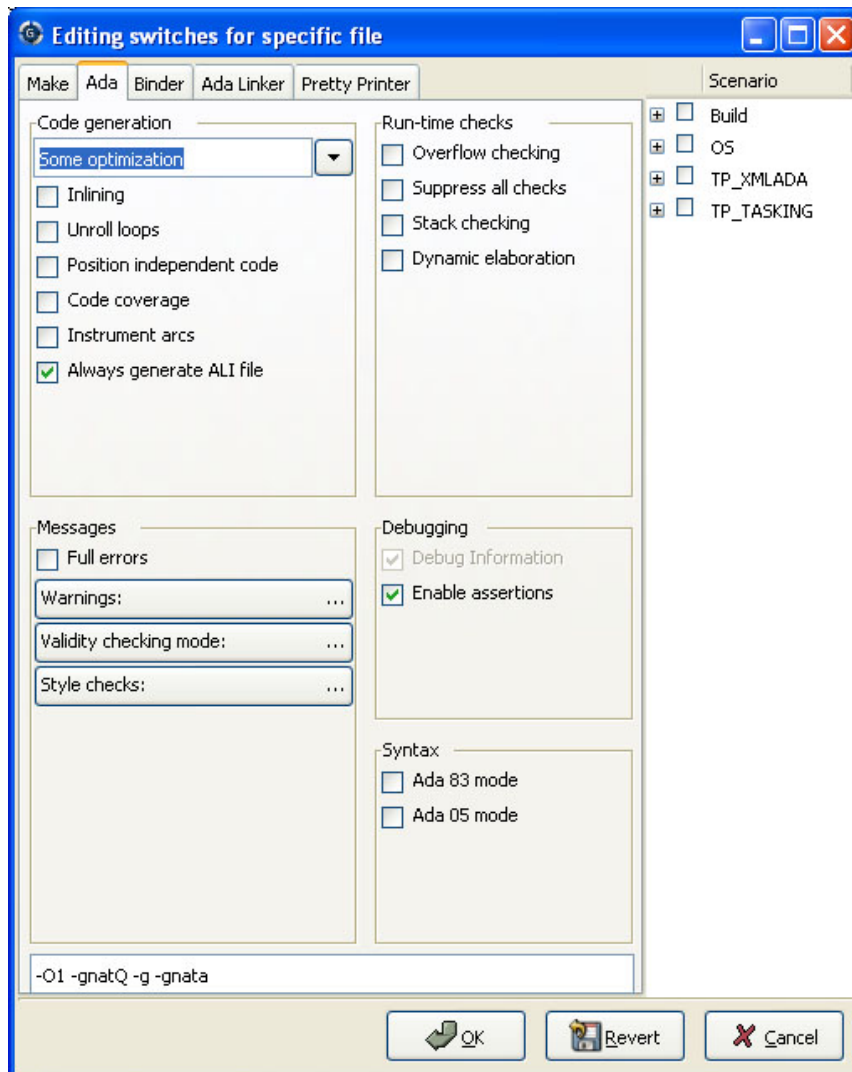 Editing switches for specific file
Make Ada Binder Ada Linker Pretty Printer
Scenario
Code generation
Some optimization
Inlining
Unroll loops
Position independent code
Code coverage
Instrument arcs
Always generate ALI file
Run-time checks
Overflow checking
Suppress all checks
Stack checking
Dynamic elaboration
Build
OS
TP_XMLADA
TP_TASKING
Messages
Full errors
Warnings: ...
Validity checking mode: ...
Style checks: ...
Debugging
Debug Information
Enable assertions
Syntax
Ada 83 mode
Ada 05 mode
-O1 -gnatQ -g -gnata
OK Revert Cancel